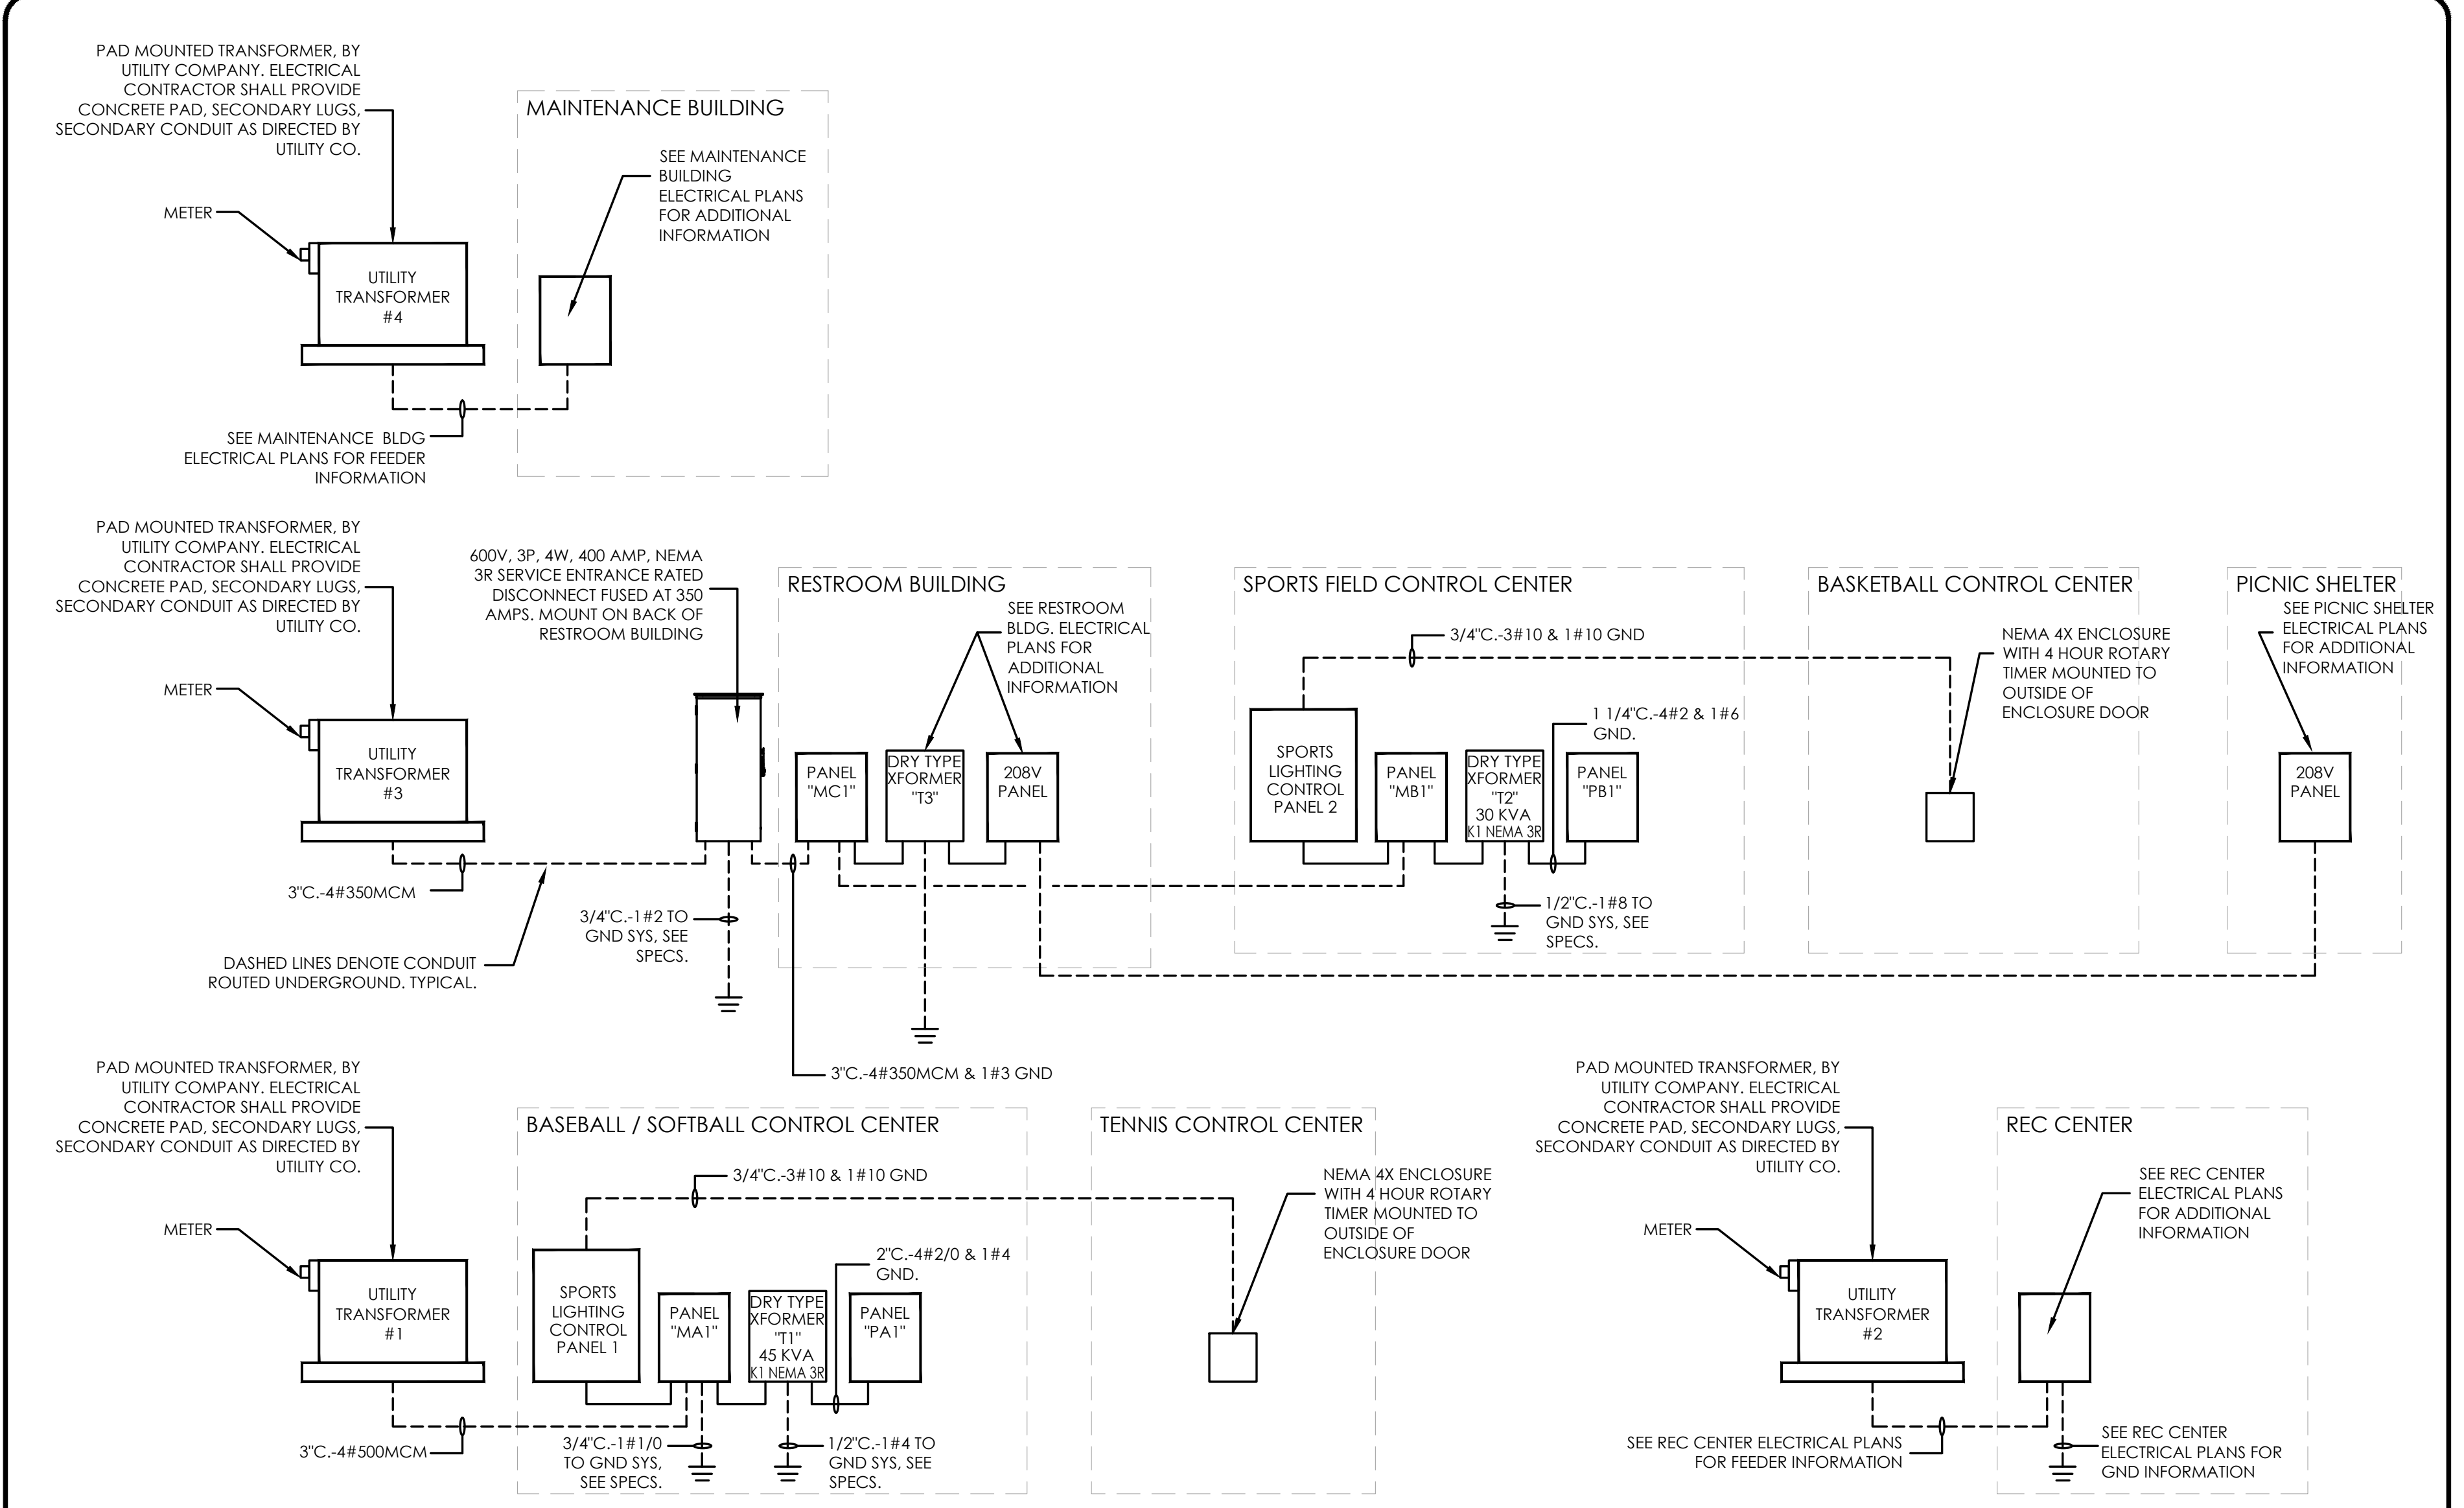 PAD MOUNTED TRANSFORMER, BY
UTILITY COMPANY. ELECTRICAL
CONTRACTOR SHALL PROVIDE
CONCRETE PAD, SECONDARY LUGS,
SECONDARY CONDUIT AS DIRECTED BY
UTILITY CO.
METER
UTILITY
TRANSFORMER
#4
SEE MAINTENANCE  BLDG
ELECTRICAL PLANS FOR FEEDER
INFORMATION
MAINTENANCE BUILDING
SEE MAINTENANCE
BUILDING
ELECTRICAL PLANS
FOR ADDITIONAL
INFORMATION
PAD MOUNTED TRANSFORMER, BY
UTILITY COMPANY. ELECTRICAL
CONTRACTOR SHALL PROVIDE
CONCRETE PAD, SECONDARY LUGS,
SECONDARY CONDUIT AS DIRECTED BY
UTILITY CO.
METER
UTILITY
TRANSFORMER
#3
3"C.-4#350MCM
DASHED LINES DENOTE CONDUIT
ROUTED UNDERGROUND. TYPICAL.
600V, 3P, 4W, 400 AMP, NEMA
3R SERVICE ENTRANCE RATED
DISCONNECT FUSED AT 350
AMPS. MOUNT ON BACK OF
RESTROOM BUILDING
3/4"C.-1#2 TO
GND SYS, SEE
SPECS.
RESTROOM BUILDING
SEE RESTROOM
BLDG. ELECTRICAL
PLANS FOR
ADDITIONAL
INFORMATION
PANEL
"MC1"
DRY TYPE
XFORMER
"T3"
208V
PANEL
3"C.-4#350MCM & 1#3 GND
SPORTS FIELD CONTROL CENTER
3/4"C.-3#10 & 1#10 GND
1 1/4"C.-4#2 & 1#6
GND.
SPORTS
LIGHTING
CONTROL
PANEL 2
PANEL
"MB1"
DRY TYPE
XFORMER
"T2"
30 KVA
K1 NEMA 3R
PANEL
"PB1"
1/2"C.-1#8 TO
GND SYS, SEE
SPECS.
BASKETBALL CONTROL CENTER
NEMA 4X ENCLOSURE
WITH 4 HOUR ROTARY
TIMER MOUNTED TO
OUTSIDE OF
ENCLOSURE DOOR
PICNIC SHELTER
SEE PICNIC SHELTER
ELECTRICAL PLANS
FOR ADDITIONAL
INFORMATION
208V
PANEL
PAD MOUNTED TRANSFORMER, BY
UTILITY COMPANY. ELECTRICAL
CONTRACTOR SHALL PROVIDE
CONCRETE PAD, SECONDARY LUGS,
SECONDARY CONDUIT AS DIRECTED BY
UTILITY CO.
METER
UTILITY
TRANSFORMER
#1
3"C.-4#500MCM
BASEBALL / SOFTBALL CONTROL CENTER
3/4"C.-3#10 & 1#10 GND
2"C.-4#2/0 & 1#4
GND.
SPORTS
LIGHTING
CONTROL
PANEL 1
PANEL
"MA1"
DRY TYPE
XFORMER
"T1"
45 KVA
K1 NEMA 3R
PANEL
"PA1"
3/4"C.-1#1/0
TO GND SYS,
SEE SPECS.
1/2"C.-1#4 TO
GND SYS, SEE
SPECS.
TENNIS CONTROL CENTER
NEMA 4X ENCLOSURE
WITH 4 HOUR ROTARY
TIMER MOUNTED TO
OUTSIDE OF
ENCLOSURE DOOR
PAD MOUNTED TRANSFORMER, BY
UTILITY COMPANY. ELECTRICAL
CONTRACTOR SHALL PROVIDE
CONCRETE PAD, SECONDARY LUGS,
SECONDARY CONDUIT AS DIRECTED BY
UTILITY CO.
METER
UTILITY
TRANSFORMER
#2
SEE REC CENTER ELECTRICAL PLANS
FOR FEEDER INFORMATION
REC CENTER
SEE REC CENTER
ELECTRICAL PLANS
FOR ADDITIONAL
INFORMATION
SEE REC CENTER
ELECTRICAL PLANS FOR
GND INFORMATION